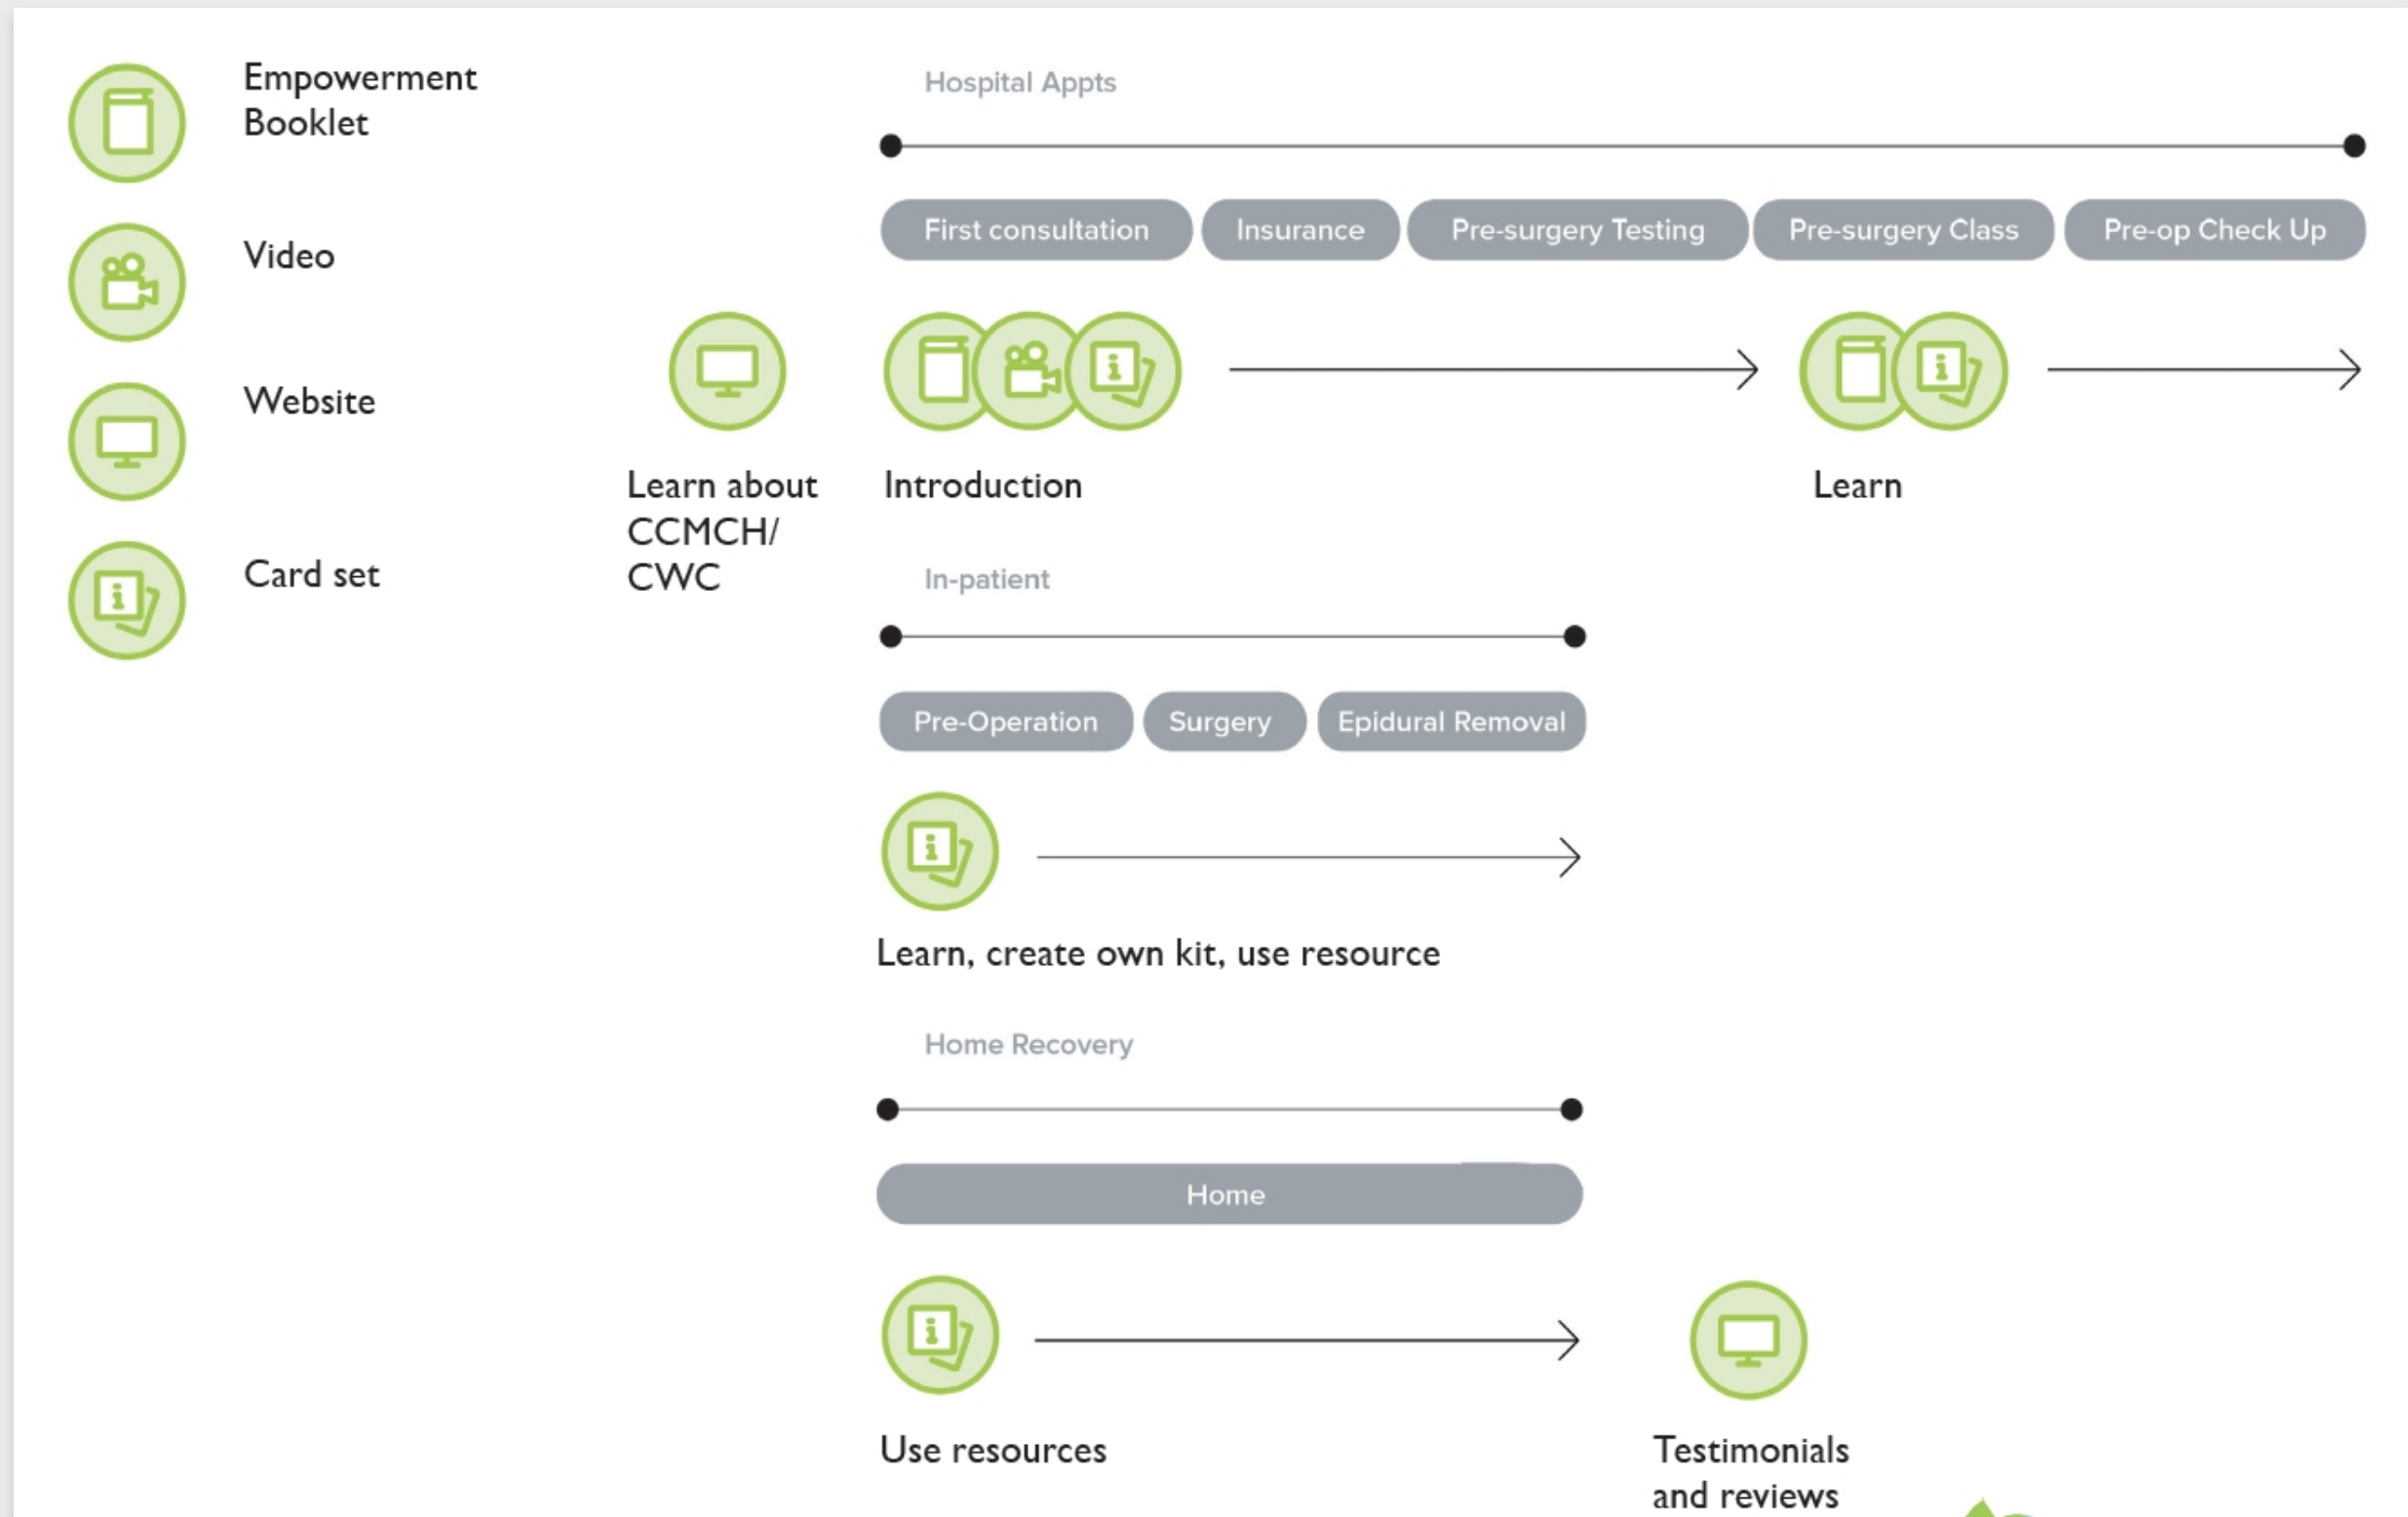 Empowerment
Booklet
Video
Website
Card set
Hospital Appts
First consultation
Insurance
Pre-surgery Testing
Pre-surgery Class
Pre-op Check Up
Learn about
CCMCH/
CWC
Introduction
Learn
In-patient
Pre-Operation
Surgery
Epidural Removal
Learn, create own kit, use resource
Home Recovery
Home
Use resources
Testimonials
and reviews